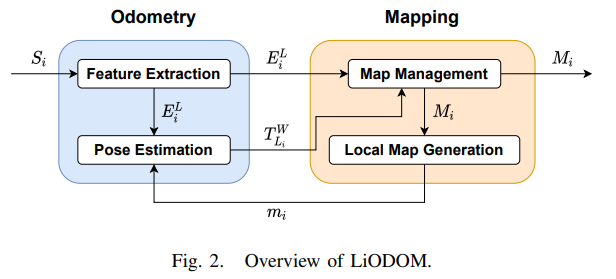 Odometry Mapping
S_i Feature Extraction E_i^L Map Management M_i
E_i^L M_i
Pose Estimation T_{L_i}^W Local Map Generation
m_i
Fig. 2. Overview of LiODOM.